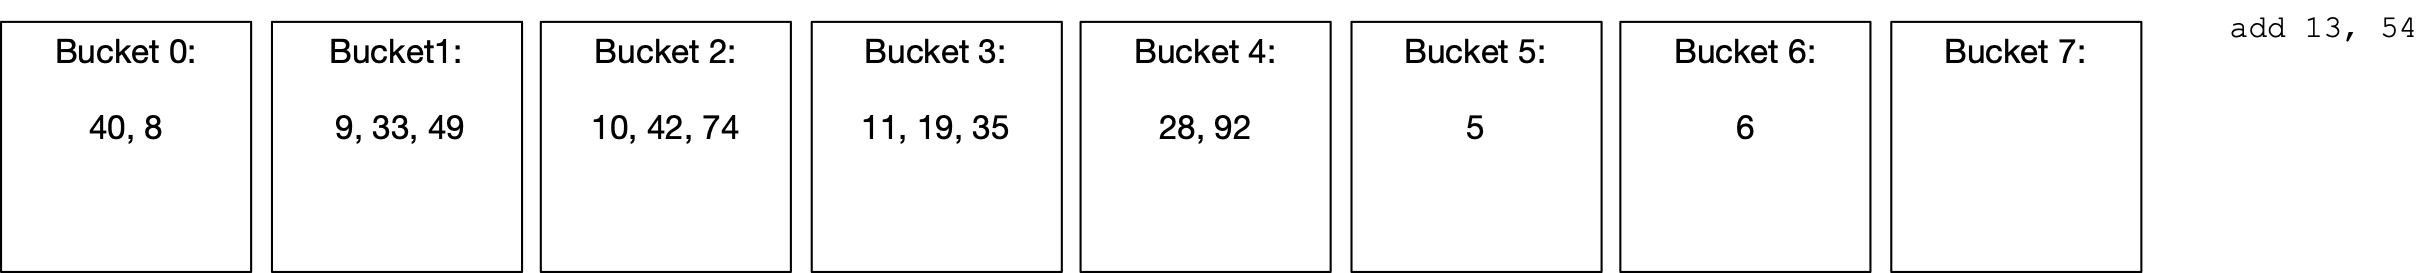 Bucket 0:
40, 8
Bucket1:
9, 33, 49
Bucket 2:
10, 42, 74
Bucket 3:
11, 19, 35
Bucket 4:
28, 92
Bucket 5:
5
Bucket 6:
6
Bucket 7:
add 13, 54